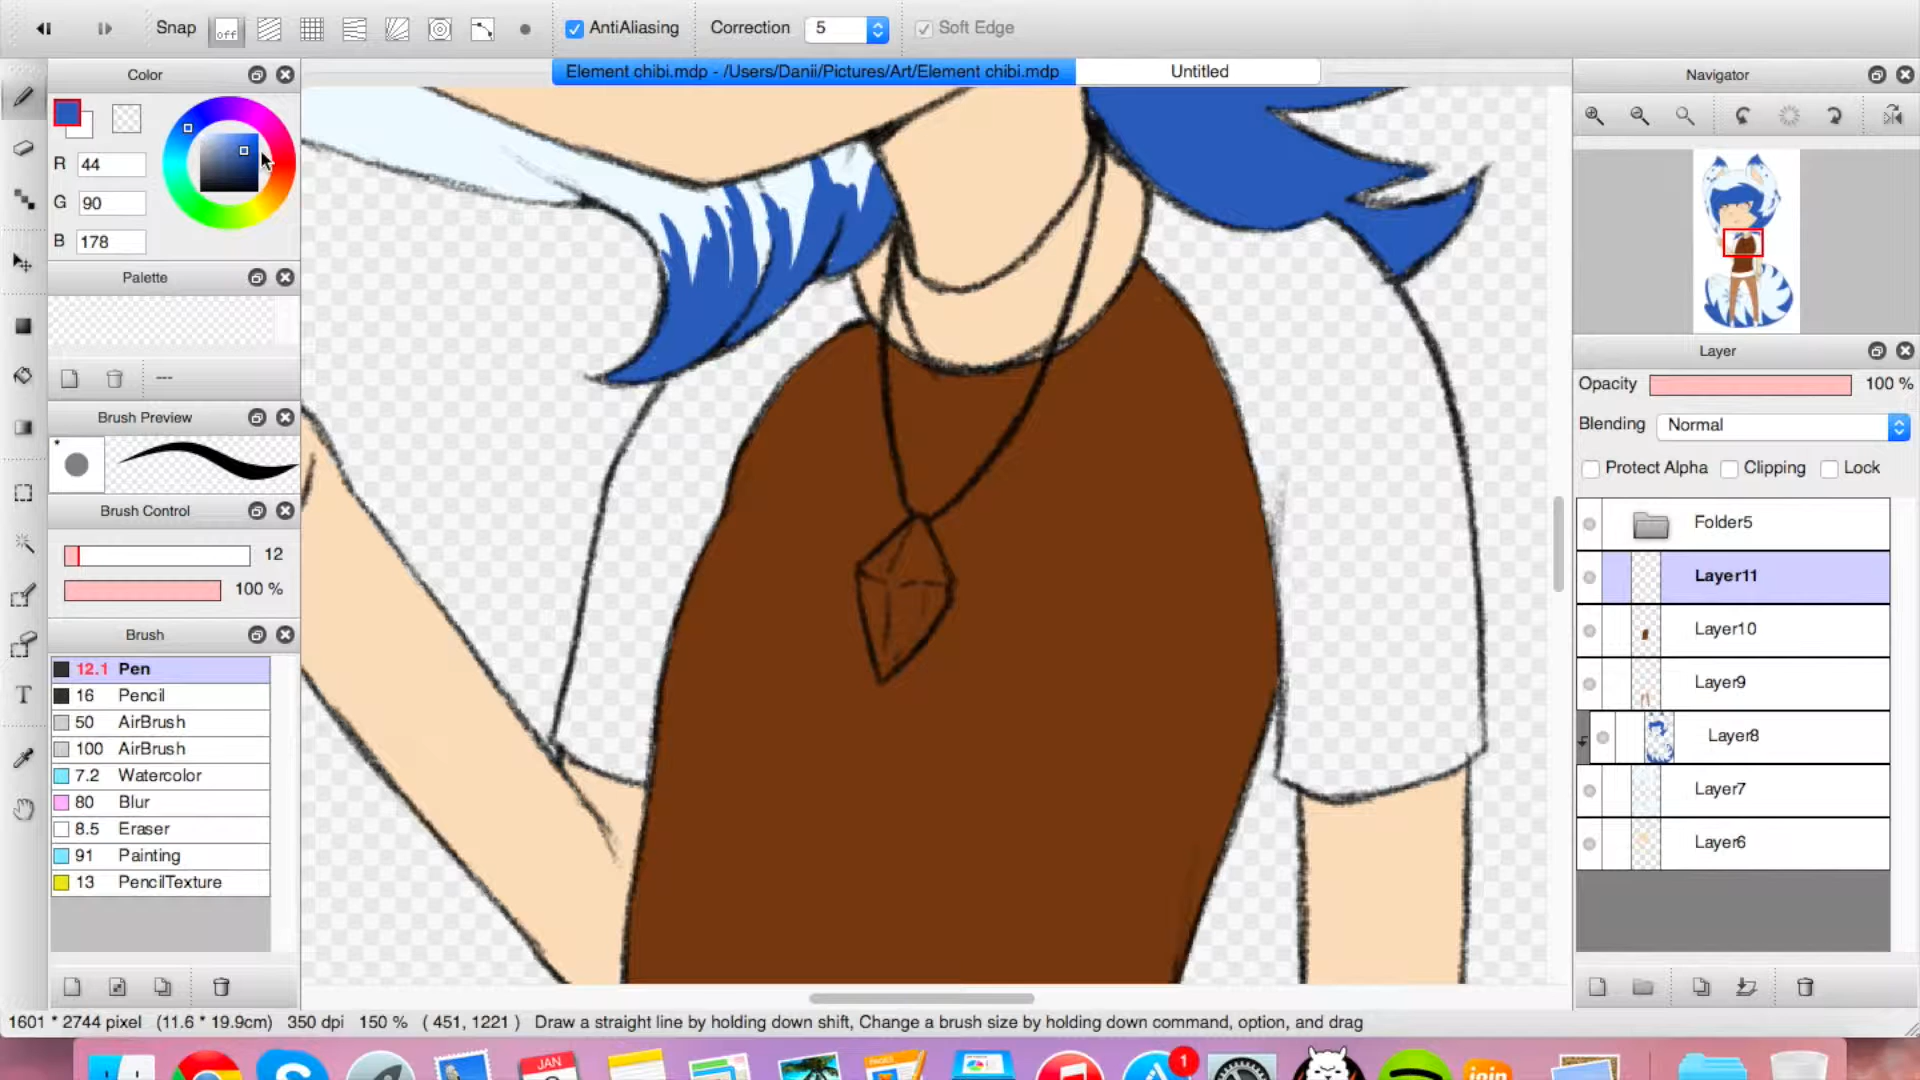 Snap off AntiAliasing Correction 5 Soft Edge
Element chibi.mdp - /Users/Danii/Pictures/Art/Element chibi.mdp Untitled
Color
R 44
G 90
B 178
Palette
---
Brush Preview
*
Brush Control
12
100 %
Brush
12.1 Pen
16 Pencil
50 AirBrush
100 AirBrush
7.2 Watercolor
80 Blur
8.5 Eraser
91 Painting
13 PencilTexture
T
Navigator
Layer
Opacity 100 %
Blending Normal
Protect Alpha Clipping Lock
Folder5
Layer11
Layer10
Layer9
Layer8
Layer7
Layer6
1601 * 2744 pixel (11.6 * 19.9cm) 350 dpi 150 % ( 451, 1221 ) Draw a straight line by holding down shift, Change a brush size by holding down command, option, and drag
JAN
PAGES
1
join